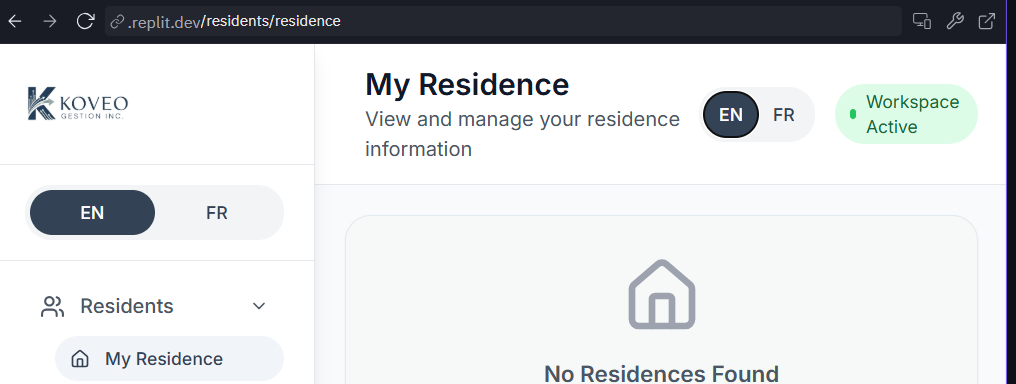 .replit.dev/residents/residence
KOVEO
GESTION INC.
EN FR
Residents
My Residence
My Residence
View and manage your residence
information
EN FR
Workspace
Active
No Residences Found